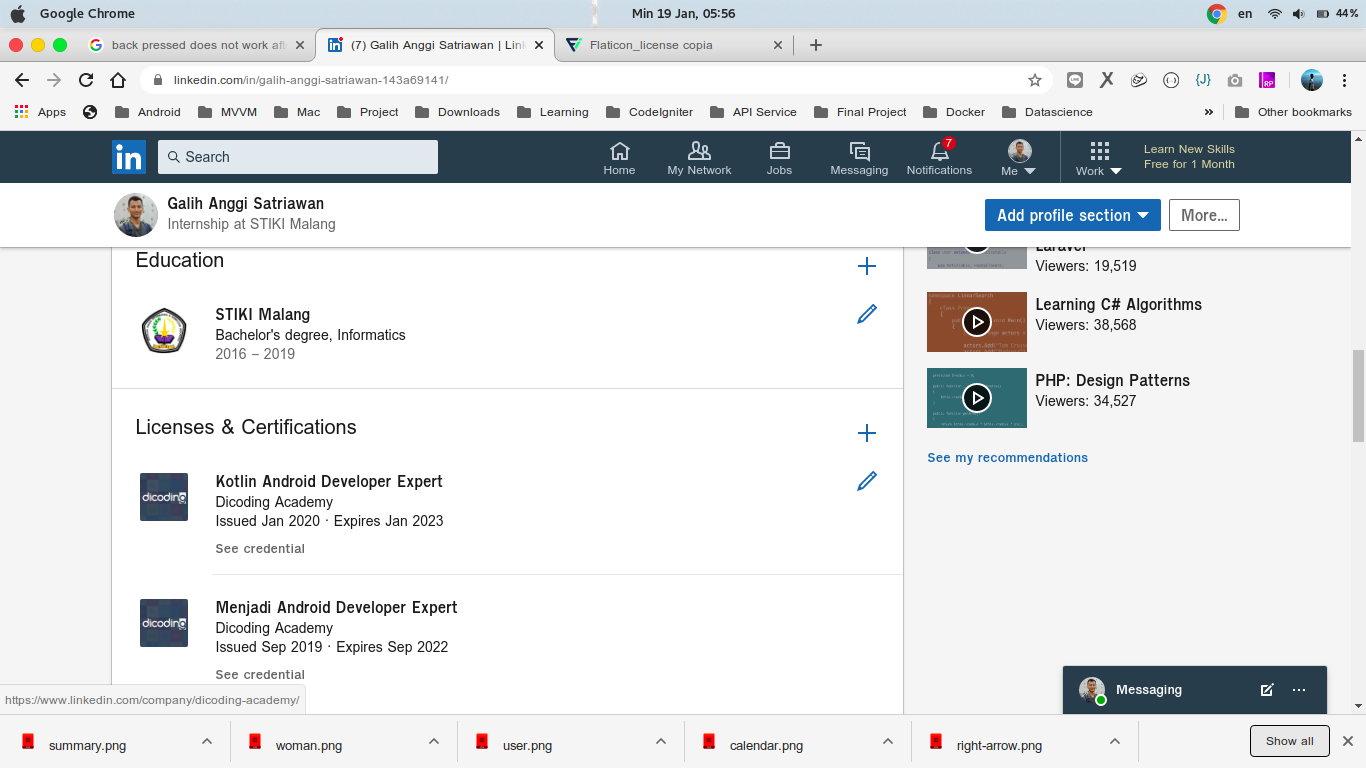 Google Chrome
Min 19 Jan, 05:56
en
44%
back pressed does not work aft
(7) Galih Anggi Satriawan | Lin
Flaticon_license copia
linkedin.com/in/galih-anggi-satriawan-143a69141/
Apps
Android
MVVM
Mac
Project
Downloads
Learning
CodeIgniter
API Service
Final Project
Docker
Datascience
»
Other bookmarks
in
Search
Home
My Network
Jobs
Messaging
7
Notifications
Me
Work
Learn New Skills
Free for 1 Month
Galih Anggi Satriawan
Internship at STIKI Malang
Add profile section
More...
Education
STIKI Malang
Bachelor's degree, Informatics
2016 – 2019
Licenses & Certifications
dicoding
Kotlin Android Developer Expert
Dicoding Academy
Issued Jan 2020 · Expires Jan 2023
See credential
dicoding
Menjadi Android Developer Expert
Dicoding Academy
Issued Sep 2019 · Expires Sep 2022
See credential
Laravel
Viewers: 19,519
Learning C# Algorithms
Viewers: 38,568
PHP: Design Patterns
Viewers: 34,527
See my recommendations
Messaging
https://www.linkedin.com/company/dicoding-academy/
summary.png
woman.png
user.png
calendar.png
right-arrow.png
Show all